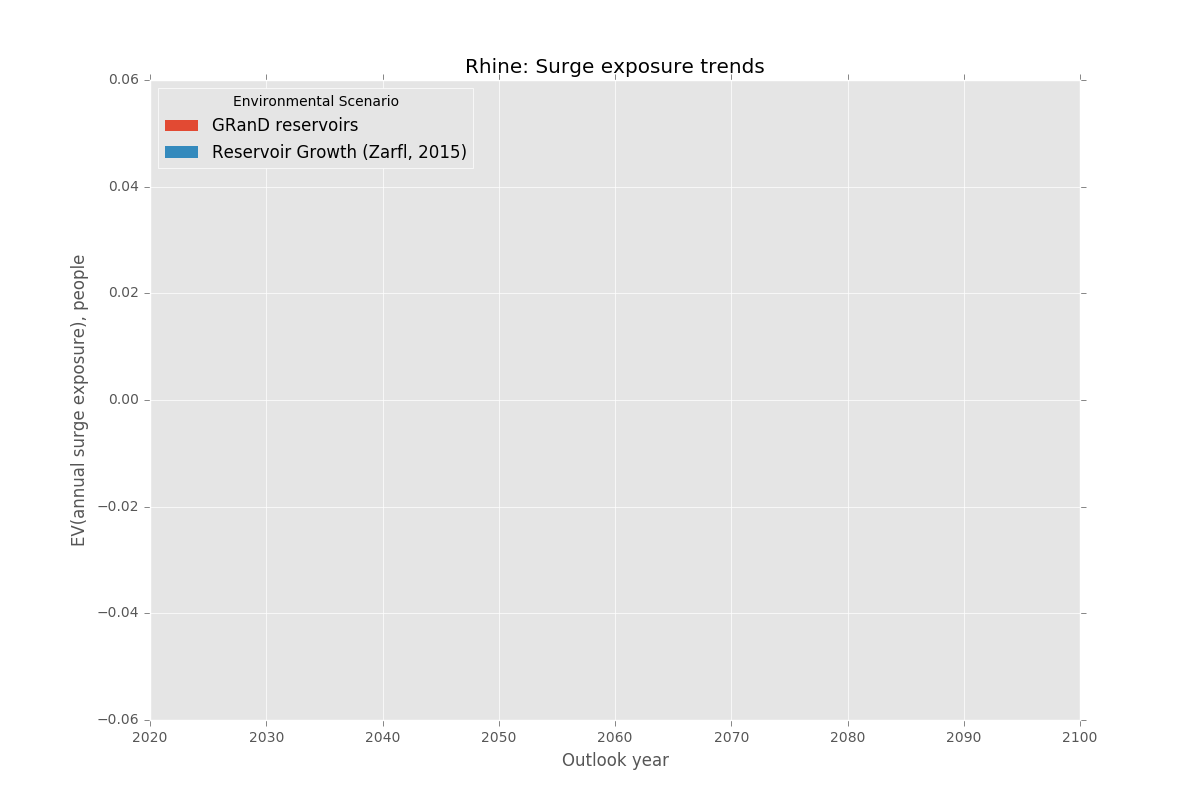 Rhine: Surge exposure trends
Environmental Scenario
GRanD reservoirs
Reservoir Growth (Zarfl, 2015)
EV(annual surge exposure), people
0.06
0.04
0.02
0.00
−0.02
−0.04
−0.06
2020 2030 2040 2050 2060 2070 2080 2090 2100
Outlook year